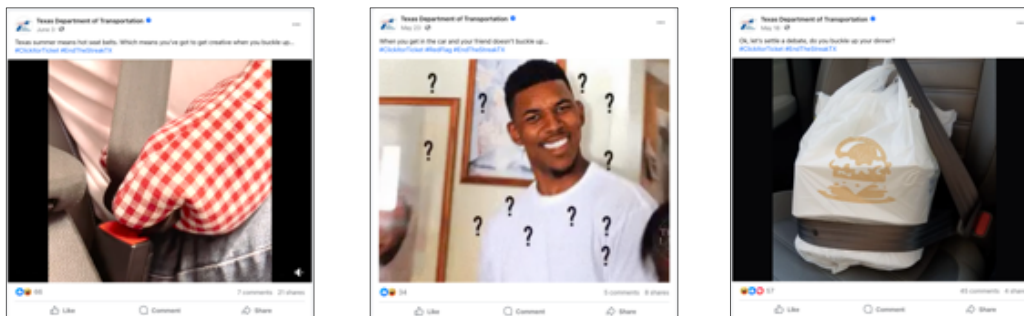 Texas Department of Transportation
June 3
Texas summer means hot seat belts. Which means you've got to get creative when you buckle up...
#ClickItorTicket #EndTheStreakTX
7 comments 21 shares
Like Comment Share
Texas Department of Transportation
May 23
When you get in the car and your friend doesn't buckle up...
#ClickItorTicket #RedFlag #EndTheStreakTX
? ? ? ? ? ? ? ? ? ? ? ? ?
34
5 comments 8 shares
Like Comment Share
Texas Department of Transportation
May
Ok, let's settle a debate, do you buckle up your dinner?
#ClickItorTicket #EndTheStreakTX
57
45 comments 4 shares
Like Comment Share